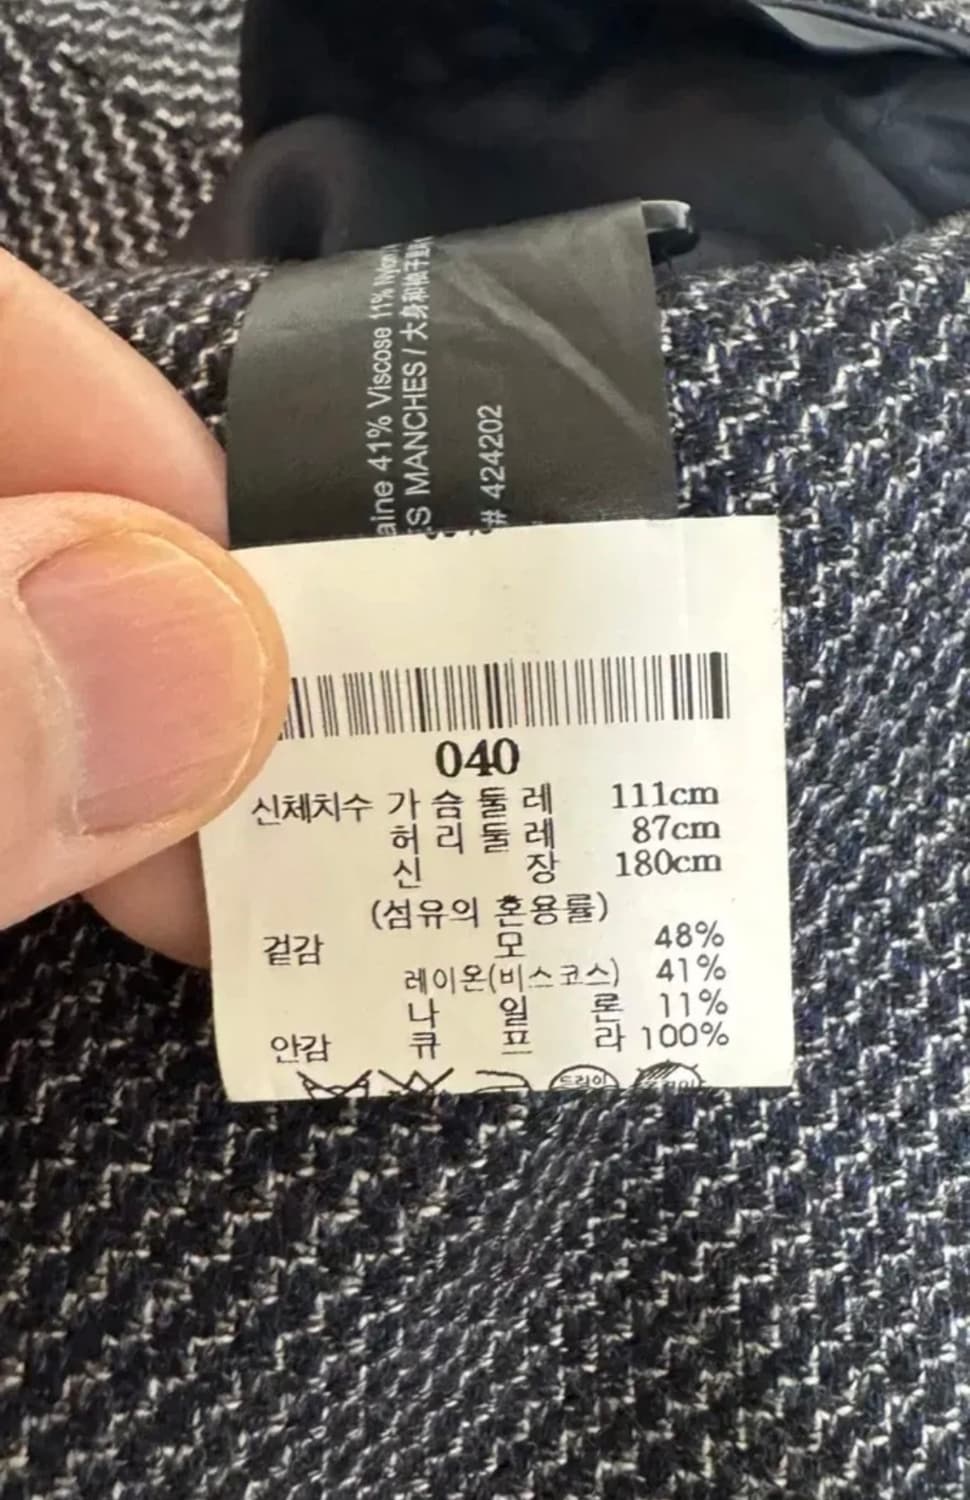 aine 41% Viscose 11% Nylon
S MANCHES / 大身和袖子里
# 424202
040
신체치수 가슴둘레 111cm
허리둘레 87cm
신장 180cm
(섬유의 혼용률)
겉감 모 48%
레이온(비스코스) 41%
나일론 11%
안감 큐프라 100%
드라이